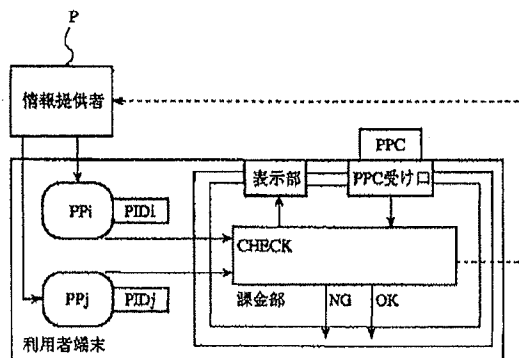 P
情報提供者
PPC
表示部
PPC受け口
PPi
PIDi
CHECK
PPj
PIDj
課金部
NG
OK
利用者端末